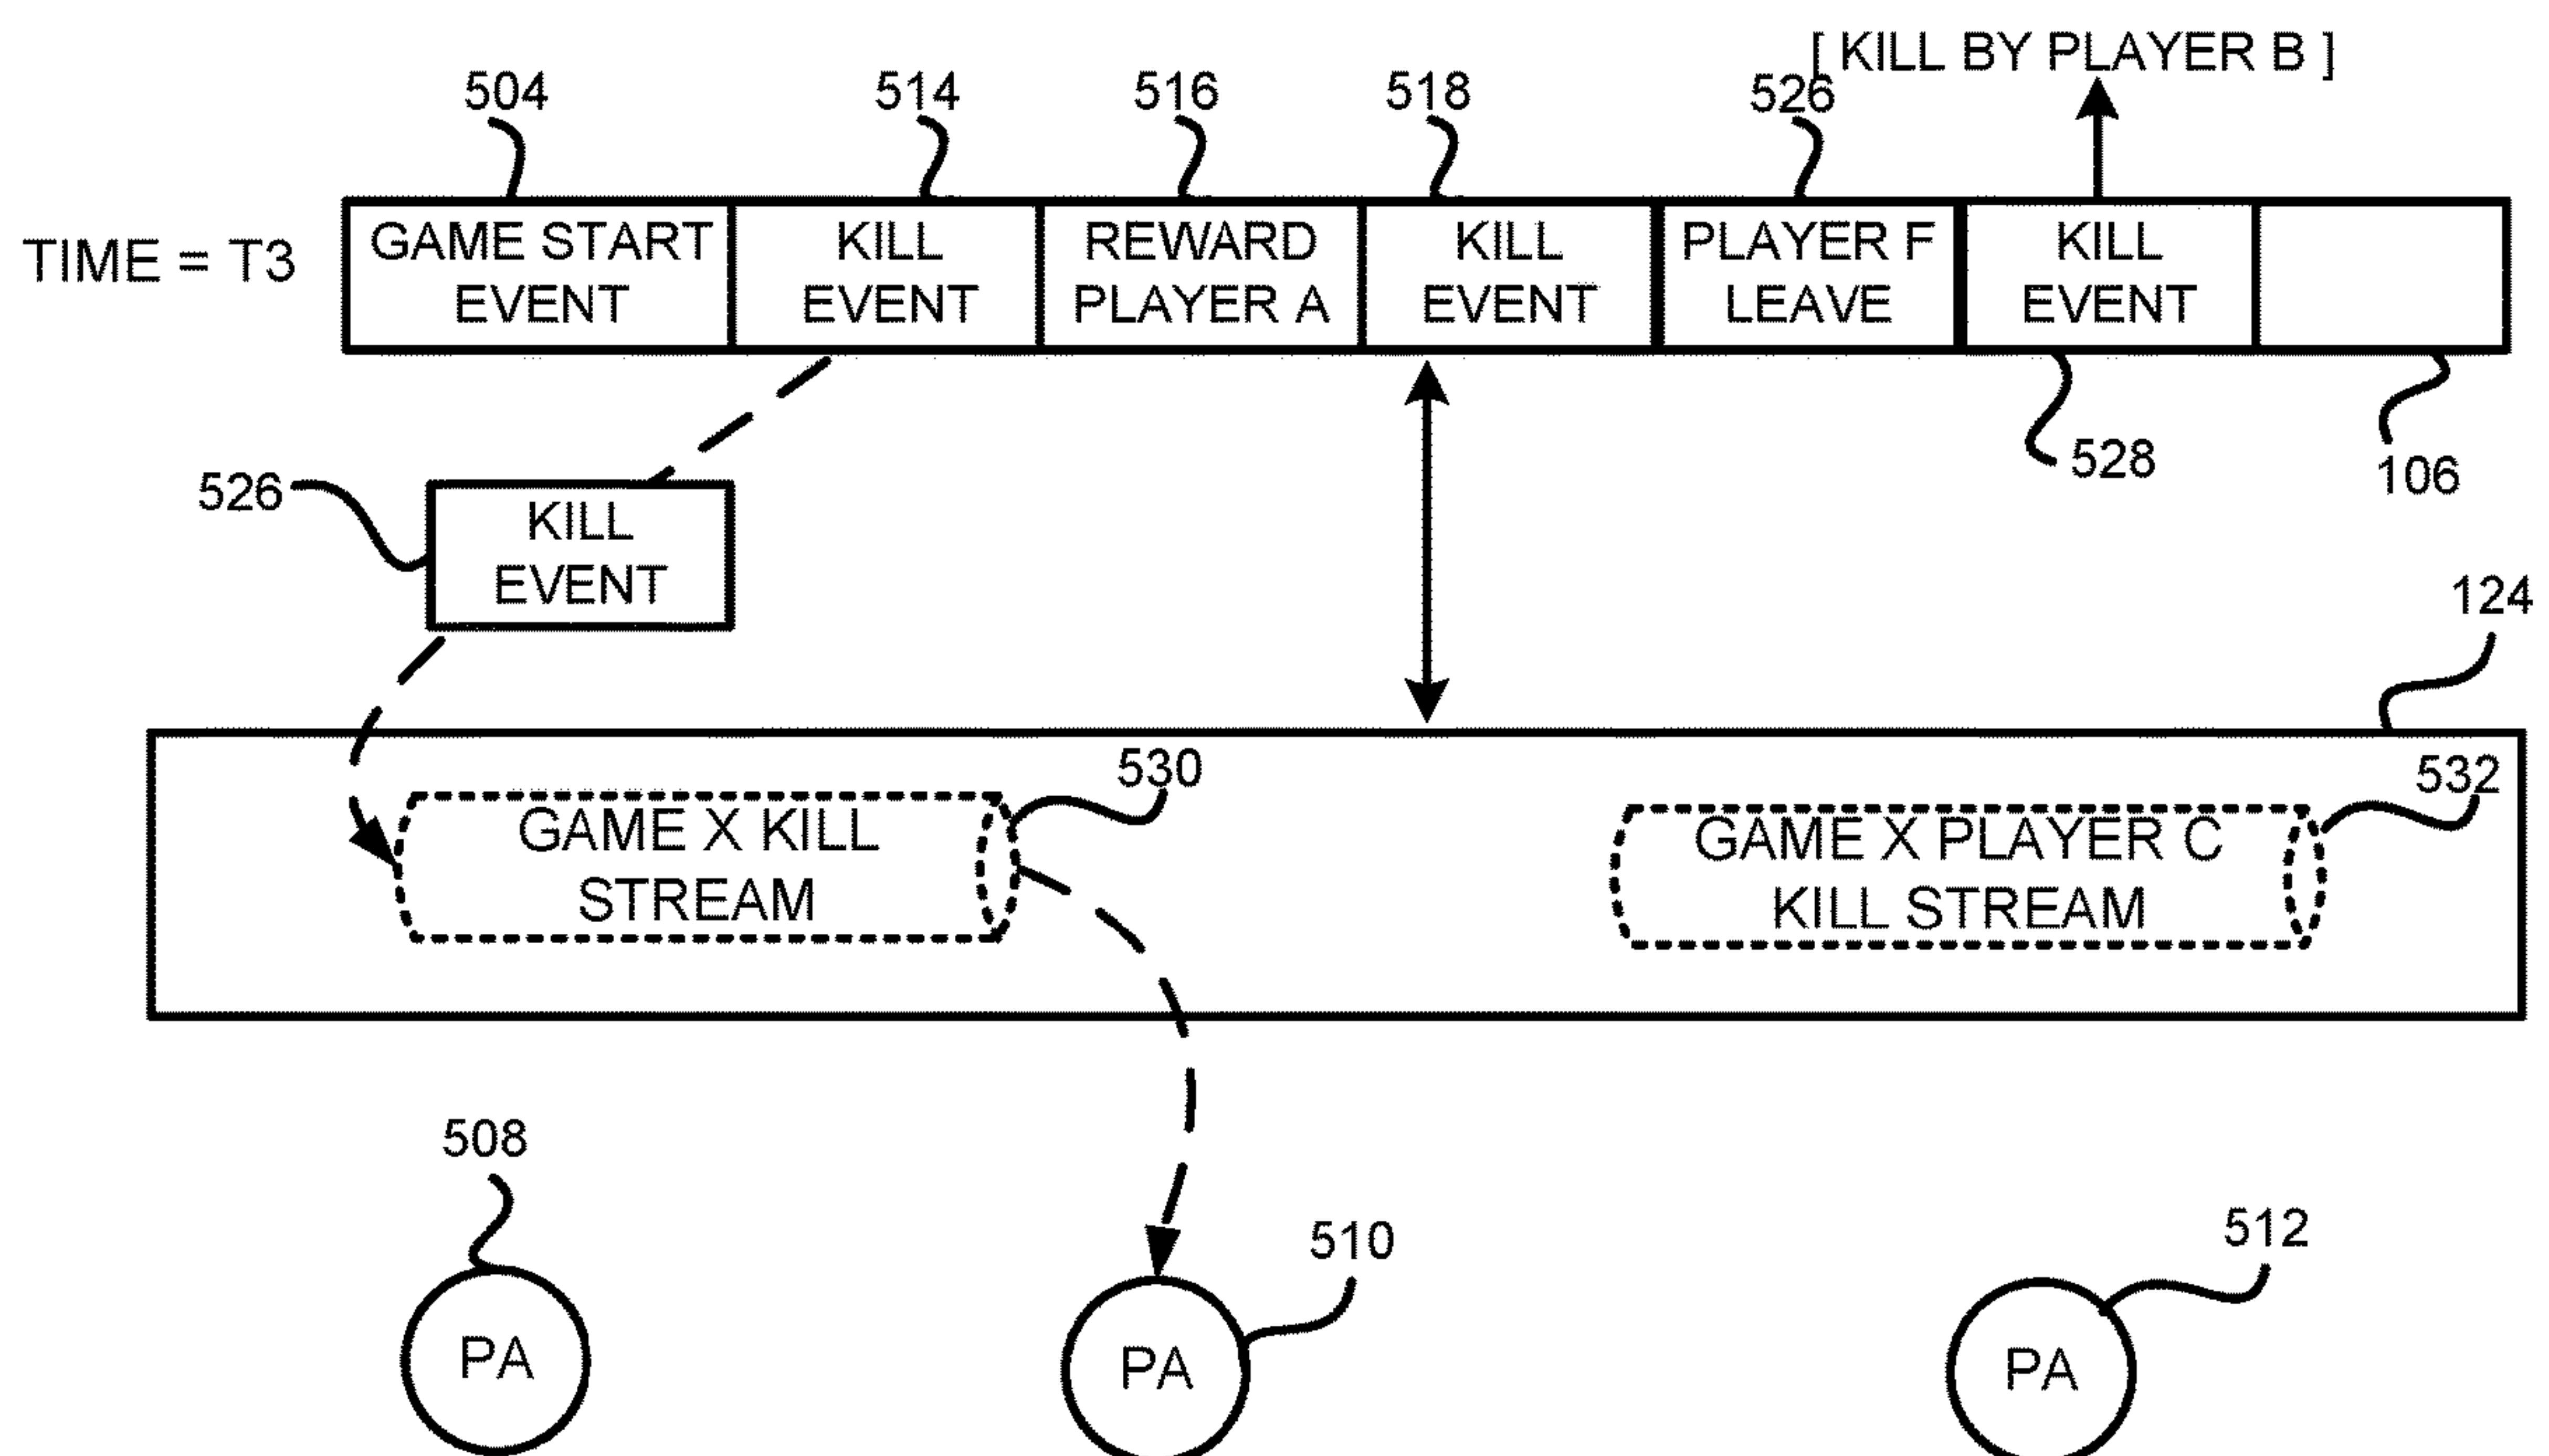 [ KILL BY PLAYER B ]
504
514
516
518
526
TIME = T3
GAME START
EVENT
KILL
EVENT
REWARD
PLAYER A
KILL
EVENT
PLAYER F
LEAVE
KILL
EVENT
528
106
526
KILL
EVENT
124
530
532
GAME X KILL
STREAM
GAME X PLAYER C
KILL STREAM
508
510
512
PA
PA
PA